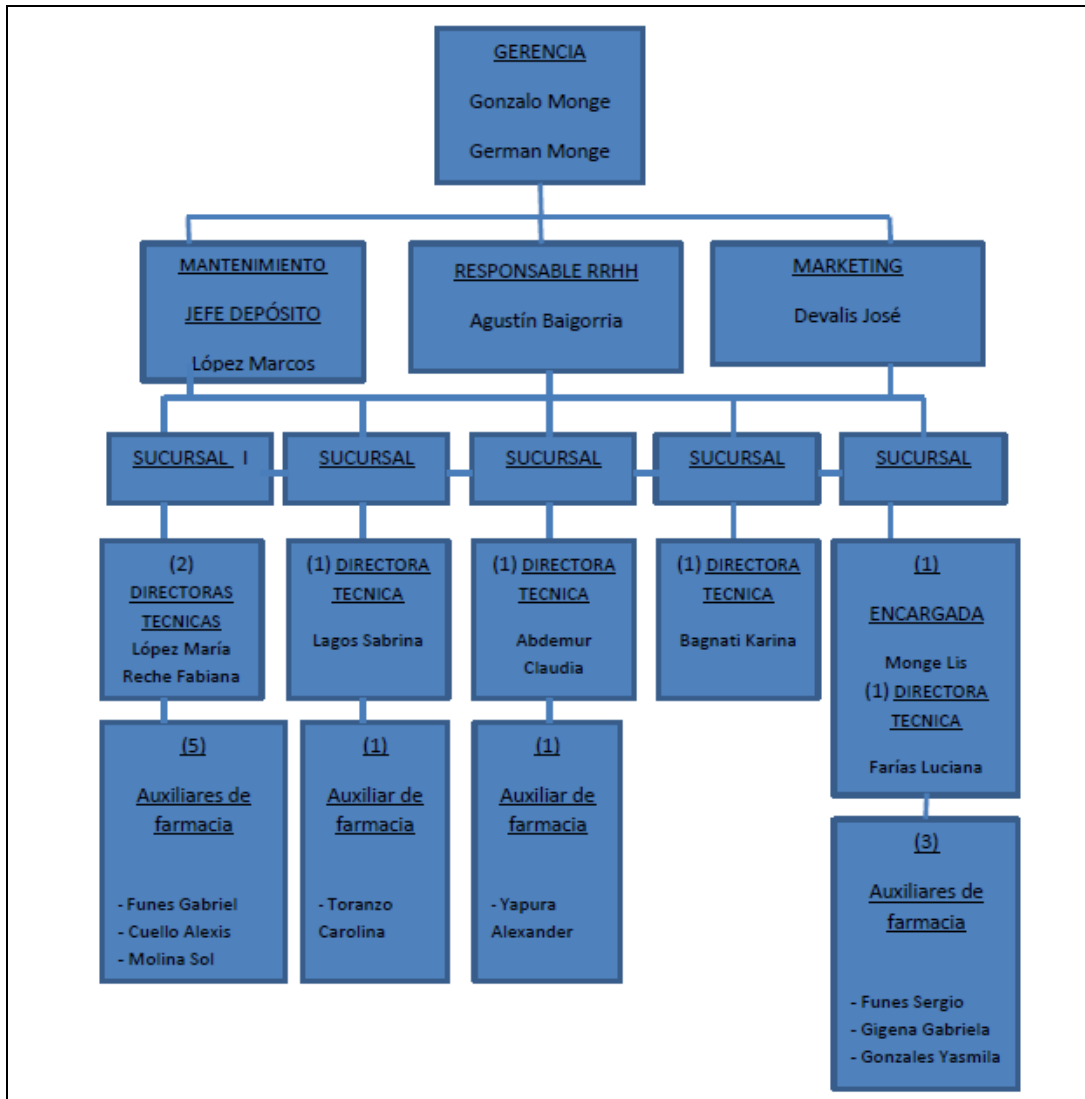 GERENCIA
Gonzalo Monge
German Monge
MANTENIMIENTO
JEFE DEPÓSITO
López Marcos
RESPONSABLE RRHH
Agustín Baigorria
MARKETING
Devalis José
SUCURSAL I
SUCURSAL
SUCURSAL
SUCURSAL
SUCURSAL
(2)
DIRECTORAS
TECNICAS
López María
Reche Fabiana
(1) DIRECTORA
TECNICA
Lagos Sabrina
(1) DIRECTORA
TECNICA
Abdemur
Claudia
(1) DIRECTORA
TECNICA
Bagnati Karina
(1)
ENCARGADA
Monge Lis
(1) DIRECTORA
TECNICA
Farías Luciana
(5)
Auxiliares de
farmacia
- Funes Gabriel
- Cuello Alexis
- Molina Sol
(1)
Auxiliar de
farmacia
- Toranzo
Carolina
(1)
Auxiliar de
farmacia
- Yapura
Alexander
(3)
Auxiliares de
farmacia
- Funes Sergio
- Gigena Gabriela
- Gonzales Yasmila